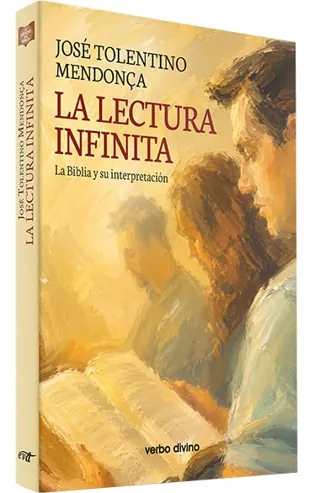 JOSÉ TOLENTINO
MENDONÇA
LA LECTURA
INFINITA
La Biblia y su interpretación
verbo divino
JOSÉ TOLENTINO MENDONÇA
LA LECTURA INFINITA
evd